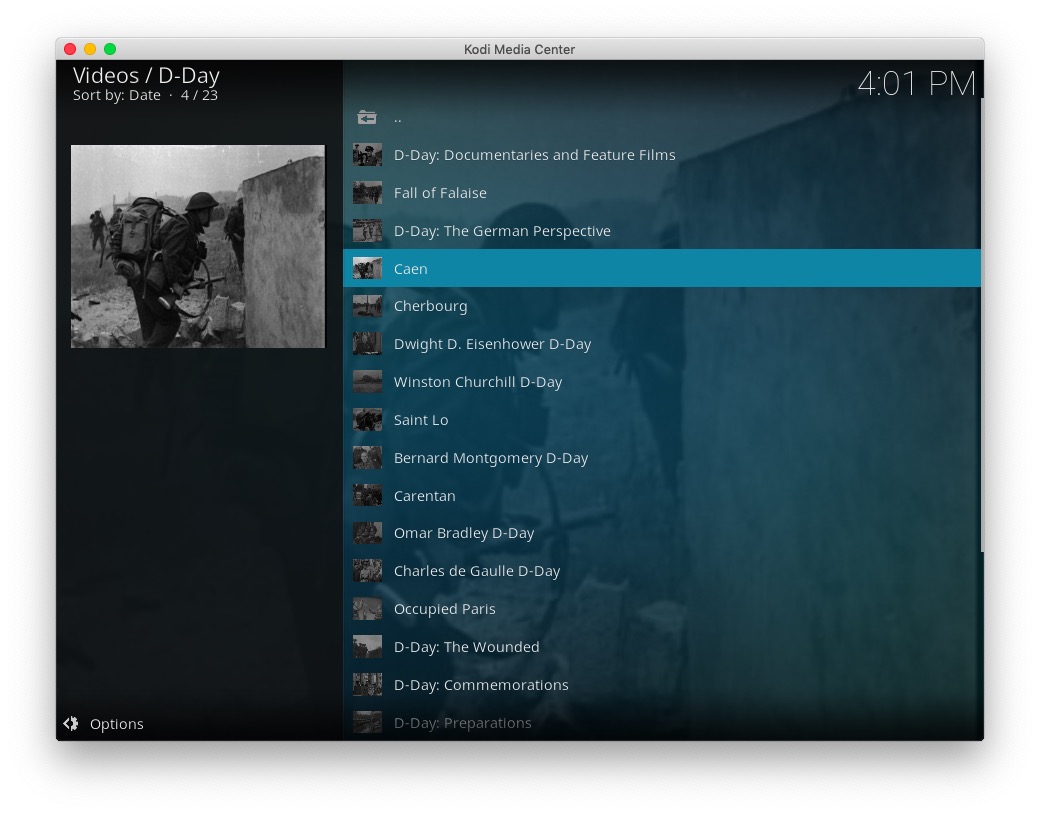 Kodi Media Center
Videos / D-Day
Sort by: Date · 4 / 23
4:01 PM
..
D-Day: Documentaries and Feature Films
Fall of Falaise
D-Day: The German Perspective
Caen
Cherbourg
Dwight D. Eisenhower D-Day
Winston Churchill D-Day
Saint Lo
Bernard Montgomery D-Day
Carentan
Omar Bradley D-Day
Charles de Gaulle D-Day
Occupied Paris
D-Day: The Wounded
D-Day: Commemorations
D-Day: Preparations
Options